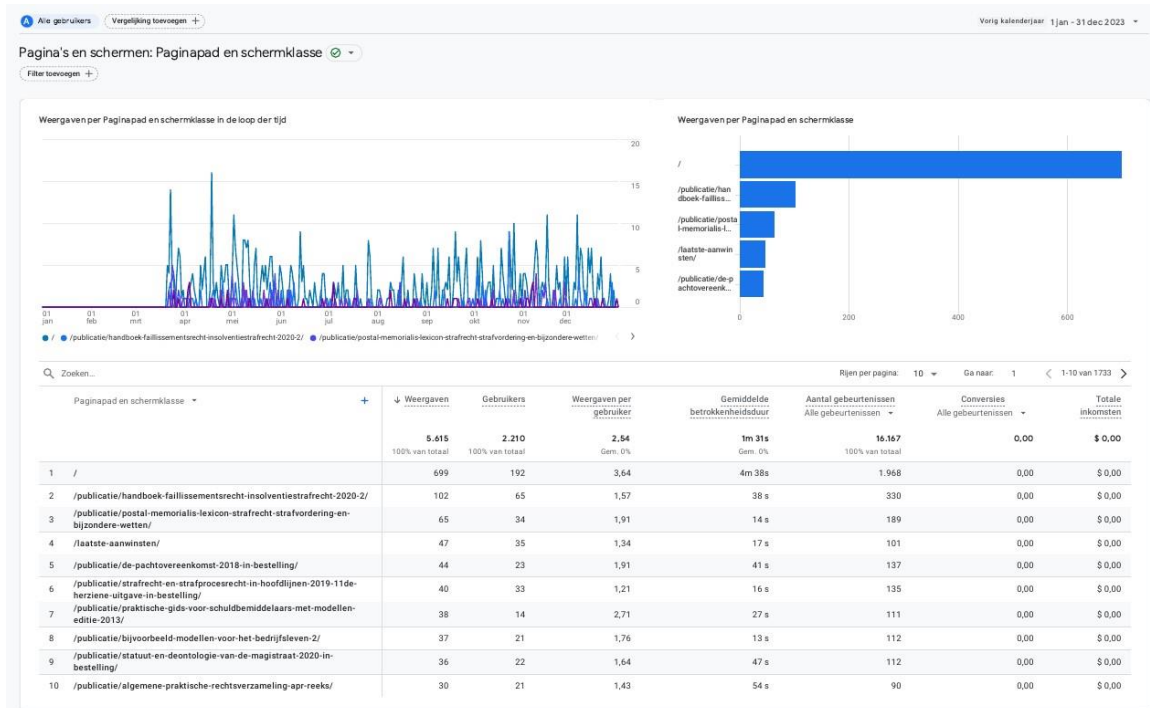 A Alle gebruikers Vergelijking toevoegen + Vorig kalenderjaar 1 jan - 31 dec 2023
Pagina's en schermen: Paginapad en schermklasse
Filter toevoegen +
Weergaven per Paginapad en schermklasse in de loop der tijd
20
15
10
5
0
01 jan
01 feb
01 mrt
01 apr
01 mei
01 jun
01 jul
01 aug
01 sep
01 okt
01 nov
01 dec
/ /publicatie/handboek-faillissementsrecht-insolventiestrafrecht-2020-2/ /publicatie/postal-memorialis-lexicon-strafrecht-strafvordering-en-bijzondere-wetten/
Weergaven per Paginapad en schermklasse
/
/publicatie/han
dboek-failliss...
/publicatie/posta
l-memorialis-l...
/laatste-aanwin
sten/
/publicatie/de-p
achtovereenk...
0 200 400 600
Zoeken... Rijen per pagina: 10 Ga naar: 1 < 1-10 van 1733 >
Paginapad en schermklasse + ↓ Weergaven Gebruikers Weergaven per gebruiker Gemiddelde betrokkenheidsduur Aantal gebeurtenissen Alle gebeurtenissen Conversies Alle gebeurtenissen Totale inkomsten
5.615 2.210 2,54 1m 31s 16.167 0,00 $ 0,00
100% van totaal 100% van totaal Gem. 0% Gem. 0% 100% van totaal
1 / 699 192 3,64 4m 38s 1.968 0,00 $ 0,00
2 /publicatie/handboek-faillissementsrecht-insolventiestrafrecht-2020-2/ 102 65 1,57 38 s 330 0,00 $ 0,00
3 /publicatie/postal-memorialis-lexicon-strafrecht-strafvordering-en-
bijzondere-wetten/ 65 34 1,91 14 s 189 0,00 $ 0,00
4 /laatste-aanwinsten/ 47 35 1,34 17 s 101 0,00 $ 0,00
5 /publicatie/de-pachtovereenkomst-2018-in-bestelling/ 44 23 1,91 41 s 137 0,00 $ 0,00
6 /publicatie/strafrecht-en-strafprocesrecht-in-hoofdlijnen-2019-11de-
herziene-uitgave-in-bestelling/ 40 33 1,21 16 s 135 0,00 $ 0,00
7 /publicatie/praktische-gids-voor-schuldbemiddelaars-met-modellen-
editie-2013/ 38 14 2,71 27 s 111 0,00 $ 0,00
8 /publicatie/bijvoorbeeld-modellen-voor-het-bedrijfsleven-2/ 37 21 1,76 13 s 112 0,00 $ 0,00
9 /publicatie/statuut-en-deontologie-van-de-magistraat-2020-in-
bestelling/ 36 22 1,64 47 s 112 0,00 $ 0,00
10 /publicatie/algemene-praktische-rechtsverzameling-apr-reeks/ 30 21 1,43 54 s 90 0,00 $ 0,00